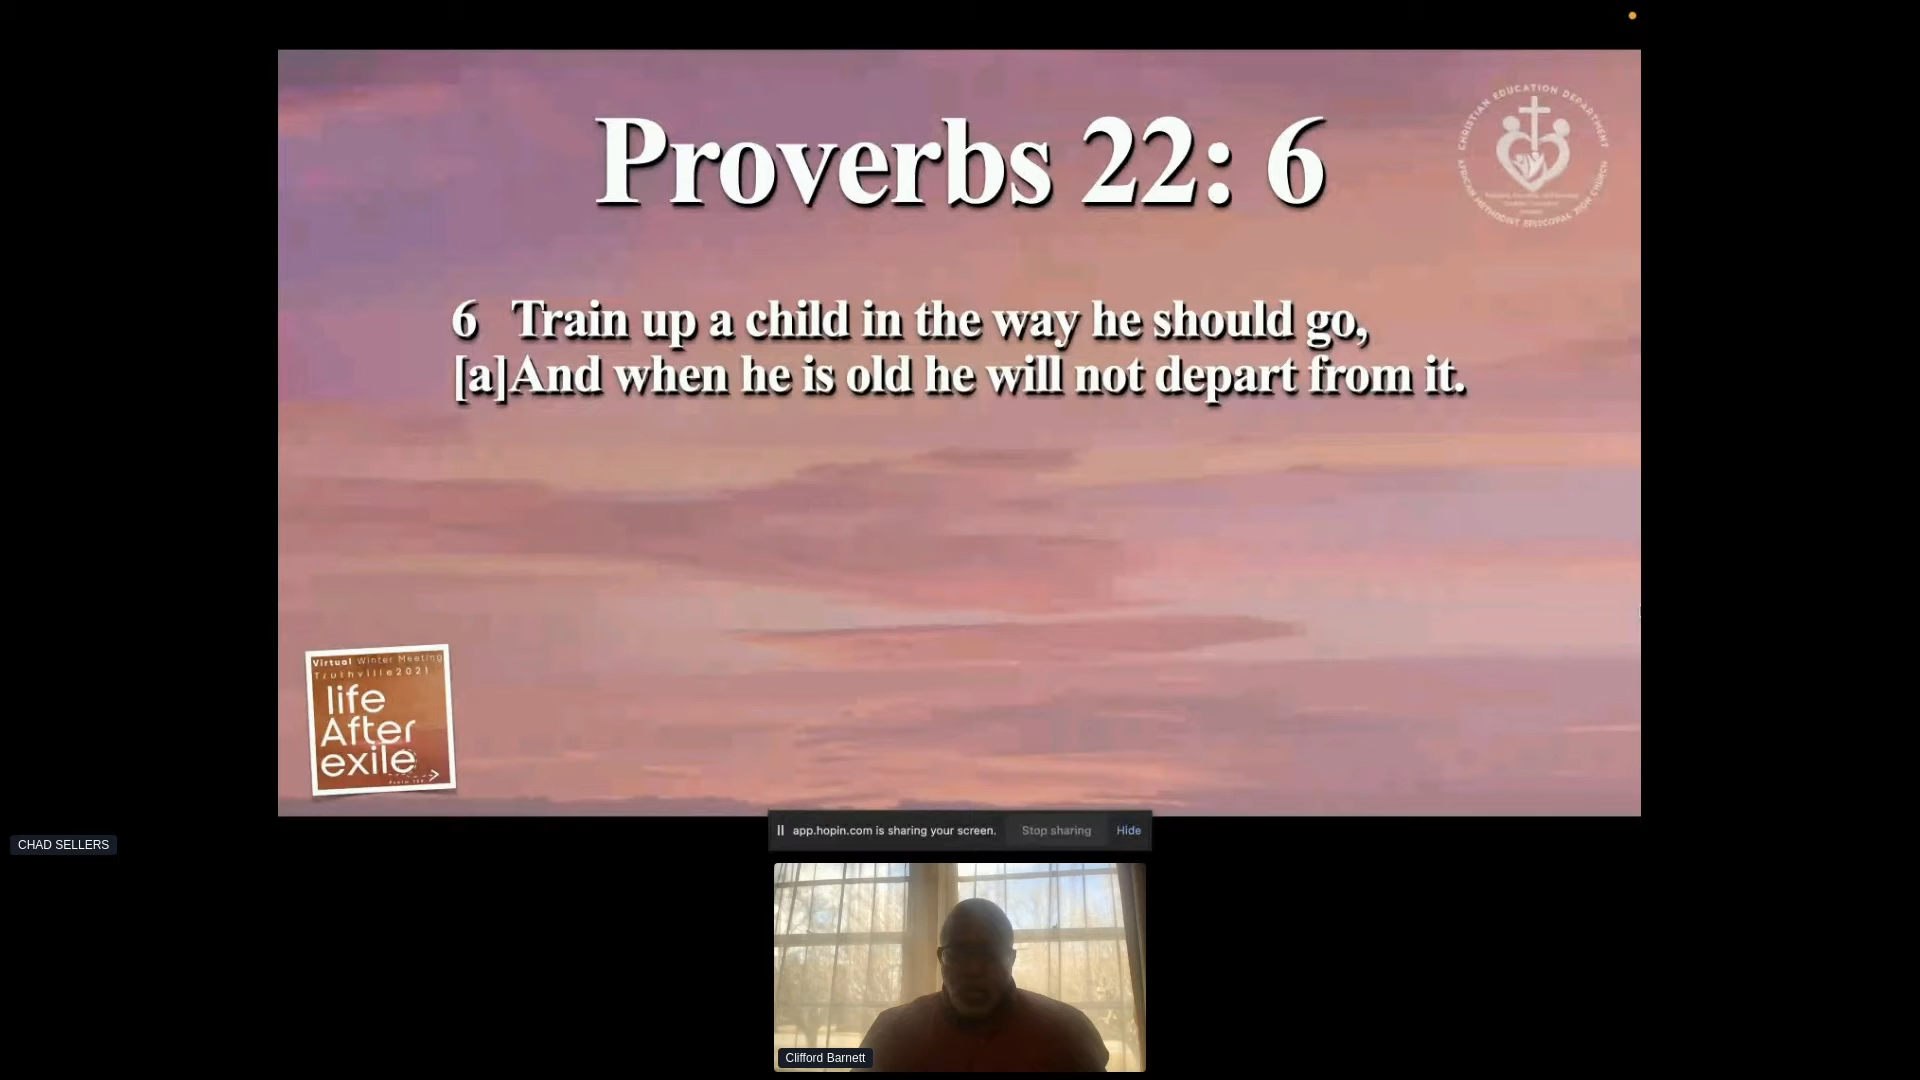 Proverbs 22: 6
CHRISTIAN EDUCATION DEPARTMENT
AFRICAN METHODIST EPISCOPAL ZION CHURCH
6 Train up a child in the way he should go,
[a]And when he is old he will not depart from it.
Virtual Winter Meeting
Truthville2021
life
After
exile
app.hopin.com is sharing your screen.
Stop sharing
Hide
CHAD SELLERS
Clifford Barnett